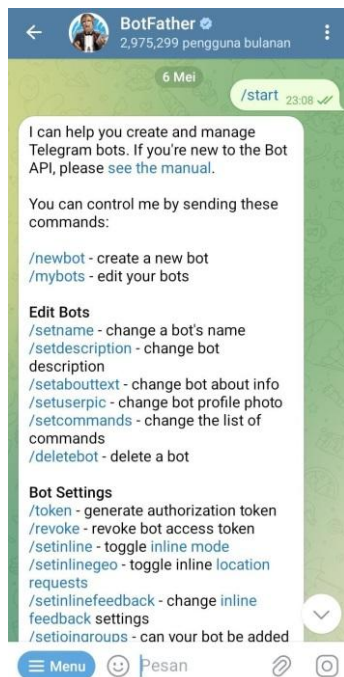 BotFather
2,975,299 pengguna bulanan
6 Mei
/start 23:08
I can help you create and manage
Telegram bots. If you're new to the Bot
API, please see the manual.
You can control me by sending these
commands:
/newbot - create a new bot
/mybots - edit your bots
Edit Bots
/setname - change a bot's name
/setdescription - change bot
description
/setabouttext - change bot about info
/setuserpic - change bot profile photo
/setcommands - change the list of
commands
/deletebot - delete a bot
Bot Settings
/token - generate authorization token
/revoke - revoke bot access token
/setinline - toggle inline mode
/setinlinegeo - toggle inline location
requests
/setinlinefeedback - change inline
feedback settings
/setjoingroups - can your bot be added
Menu
Pesan